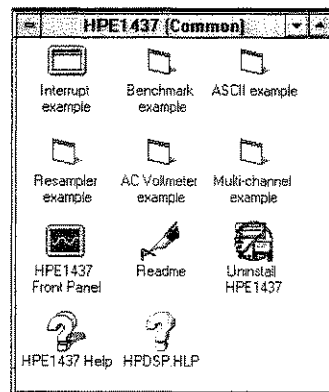 HPE1437 (Common)
Interrupt example
Benchmark example
ASCII example
Resampler example
AC Voltmeter example
Multi-channel example
HPE1437 Front Panel
Readme
Uninstall HPE1437
HPE1437 Help
HPDSP.HLP